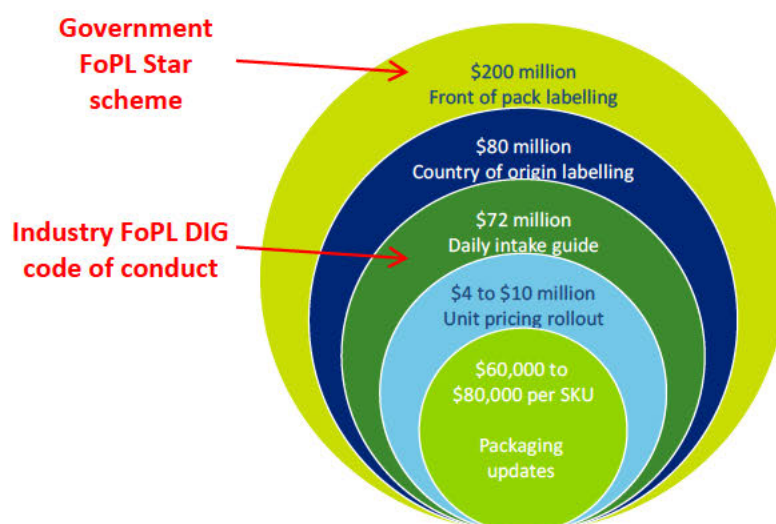 Government
FoPL Star
scheme
$200 million
Front of pack labelling
$80 million
Country of origin labelling
Industry FoPL DIG
code of conduct
$72 million
Daily intake guide
$4 to $10 million
Unit pricing rollout
$60,000 to
$80,000 per SKU
Packaging
updates